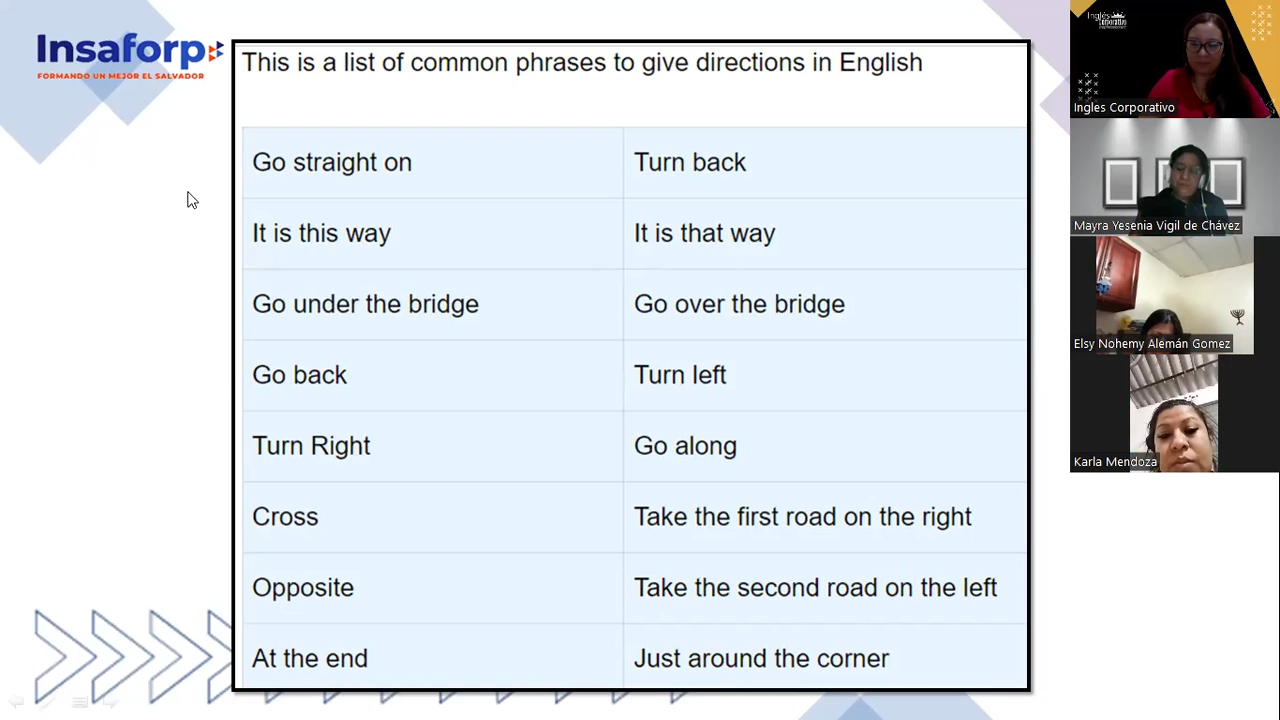 Insaforp
FORMANDO UN MEJOR EL SALVADOR
This is a list of common phrases to give directions in English
Go straight on
Turn back
It is this way
It is that way
Go under the bridge
Go over the bridge
Go back
Turn left
Turn Right
Go along
Cross
Take the first road on the right
Opposite
Take the second road on the left
At the end
Just around the corner
Inglés
Corporativo
Ingles Corporativo
Mayra Yesenia Vigil de Chávez
Elsy Nohemy Alemán Gomez
Karla Mendoza